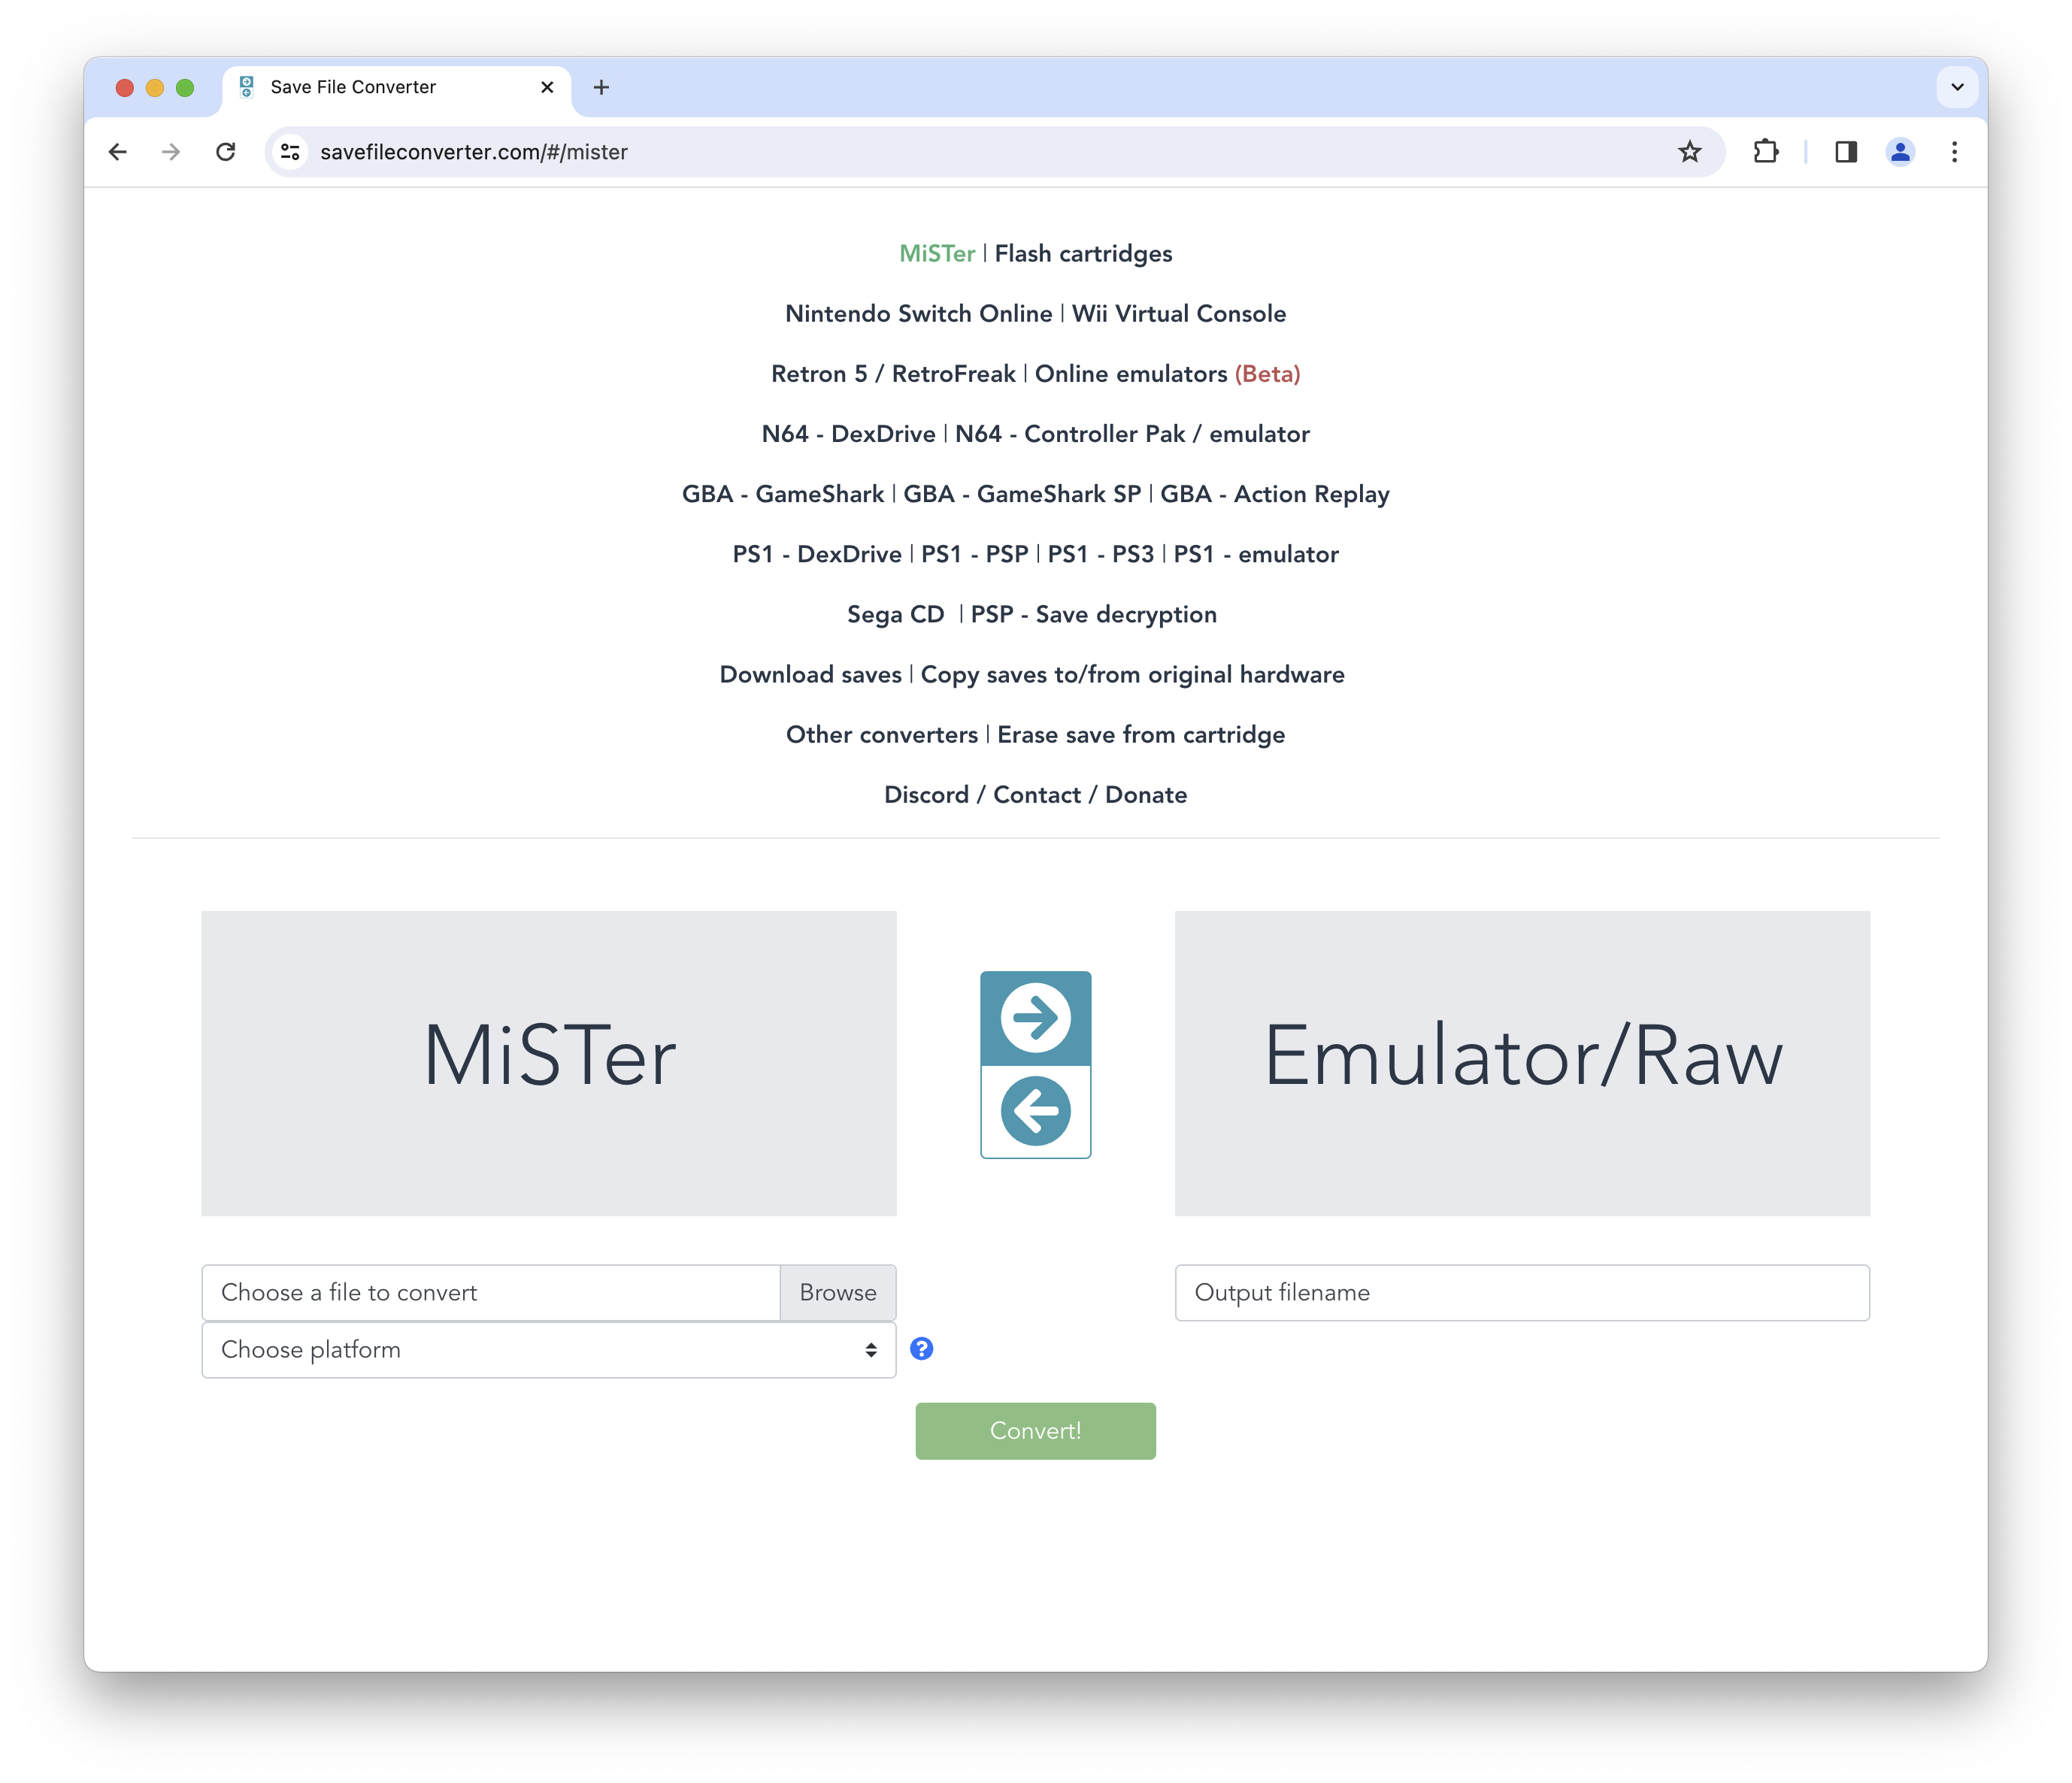 Save File Converter
savefileconverter.com/#/mister
MiSTer | Flash cartridges
Nintendo Switch Online | Wii Virtual Console
Retron 5 / RetroFreak | Online emulators (Beta)
N64 - DexDrive | N64 - Controller Pak / emulator
GBA - GameShark | GBA - GameShark SP | GBA - Action Replay
PS1 - DexDrive | PS1 - PSP | PS1 - PS3 | PS1 - emulator
Sega CD | PSP - Save decryption
Download saves | Copy saves to/from original hardware
Other converters | Erase save from cartridge
Discord / Contact / Donate
MiSTer
Emulator/Raw
Choose a file to convert Browse
Output filename
Choose platform
Convert!